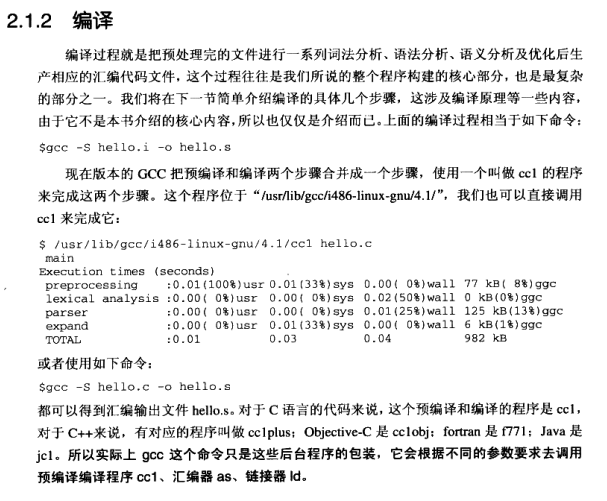 2.1.2 编译
编译过程就是把预处理完的文件进行一系列词法分析、语法分析、语义分析及优化后生
产相应的汇编代码文件，这个过程往往是我们所说的整个程序构建的核心部分，也是最复杂
的部分之一。我们将在下一节简单介绍编译的具体几个步骤，这涉及编译原理等一些内容，
由于它不是本书介绍的核心内容，所以也仅仅是介绍而已。上面的编译过程相当于如下命令：
$gcc -S hello.i -o hello.s
现在版本的 GCC 把预编译和编译两个步骤合并成一个步骤，使用一个叫做 cc1 的程序
来完成这两个步骤。这个程序位于“/usr/lib/gcc/i486-linux-gnu/4.1/”，我们也可以直接调用
cc1 来完成它：
$ /usr/lib/gcc/i486-linux-gnu/4.1/cc1 hello.c
main
Execution times (seconds)
preprocessing :0.01(100%)usr 0.01(33%)sys 0.00( 0%)wall 77 kB( 8%)ggc
lexical analysis :0.00( 0%)usr 0.00( 0%)sys 0.02(50%)wall 0 kB(0%)ggc
parser :0.00( 0%)usr 0.00( 0%)sys 0.01(25%)wall 125 kB(13%)ggc
expand :0.00( 0%)usr 0.01(33%)sys 0.00( 0%)wall 6 kB(1%)ggc
TOTAL :0.01 0.03 0.04 982 kB
或者使用如下命令：
$gcc -S hello.c -o hello.s
都可以得到汇编输出文件 hello.s。对于 C 语言的代码来说，这个预编译和编译的程序是 cc1，
对于 C++来说，有对应的程序叫做 cc1plus；Objective-C 是 cc1obj；fortran 是 f771；Java 是
jc1。所以实际上 gcc 这个命令只是这些后台程序的包装，它会根据不同的参数要求去调用
预编译编译程序 cc1、汇编器 as、链接器 ld。